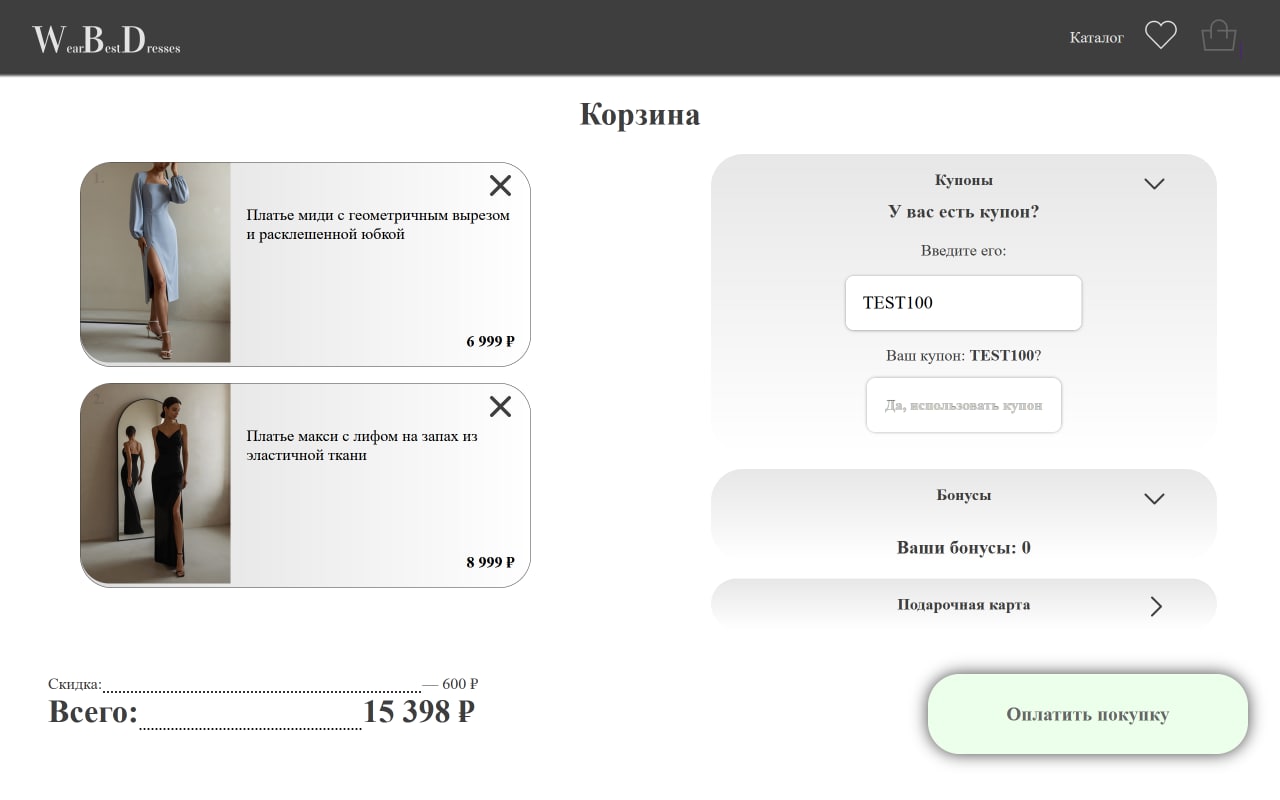 WearBestDresses
Каталог
Корзина
1.
Платье миди с геометричным вырезом
и расклешенной юбкой
6 999 ₽
2.
Платье макси с лифом на запах из
эластичной ткани
8 999 ₽
Купоны
У вас есть купон?
Введите его:
TEST100
Ваш купон: TEST100?
Да, использовать купон
Бонусы
Ваши бонусы: 0
Подарочная карта
Скидка: — 600 ₽
Всего: 15 398 ₽
Оплатить покупку